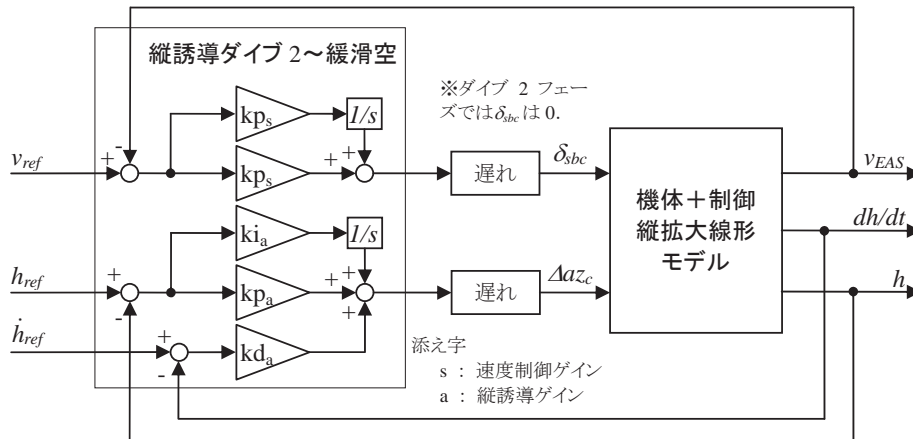 縦誘導ダイブ 2～緩滑空
※ダイブ 2 フェー
ズではδsbcは0.
kps
1/s
vref
+
-
kps
+
+
遅れ
δsbc
機体＋制御
縦拡大線形
モデル
vEAS
kia
1/s
dh/dt
href
+
-
kpa
+
+
+
遅れ
Δazc
h
ḣref
+
-
kda
添え字
s : 速度制御ゲイン
a : 縦誘導ゲイン